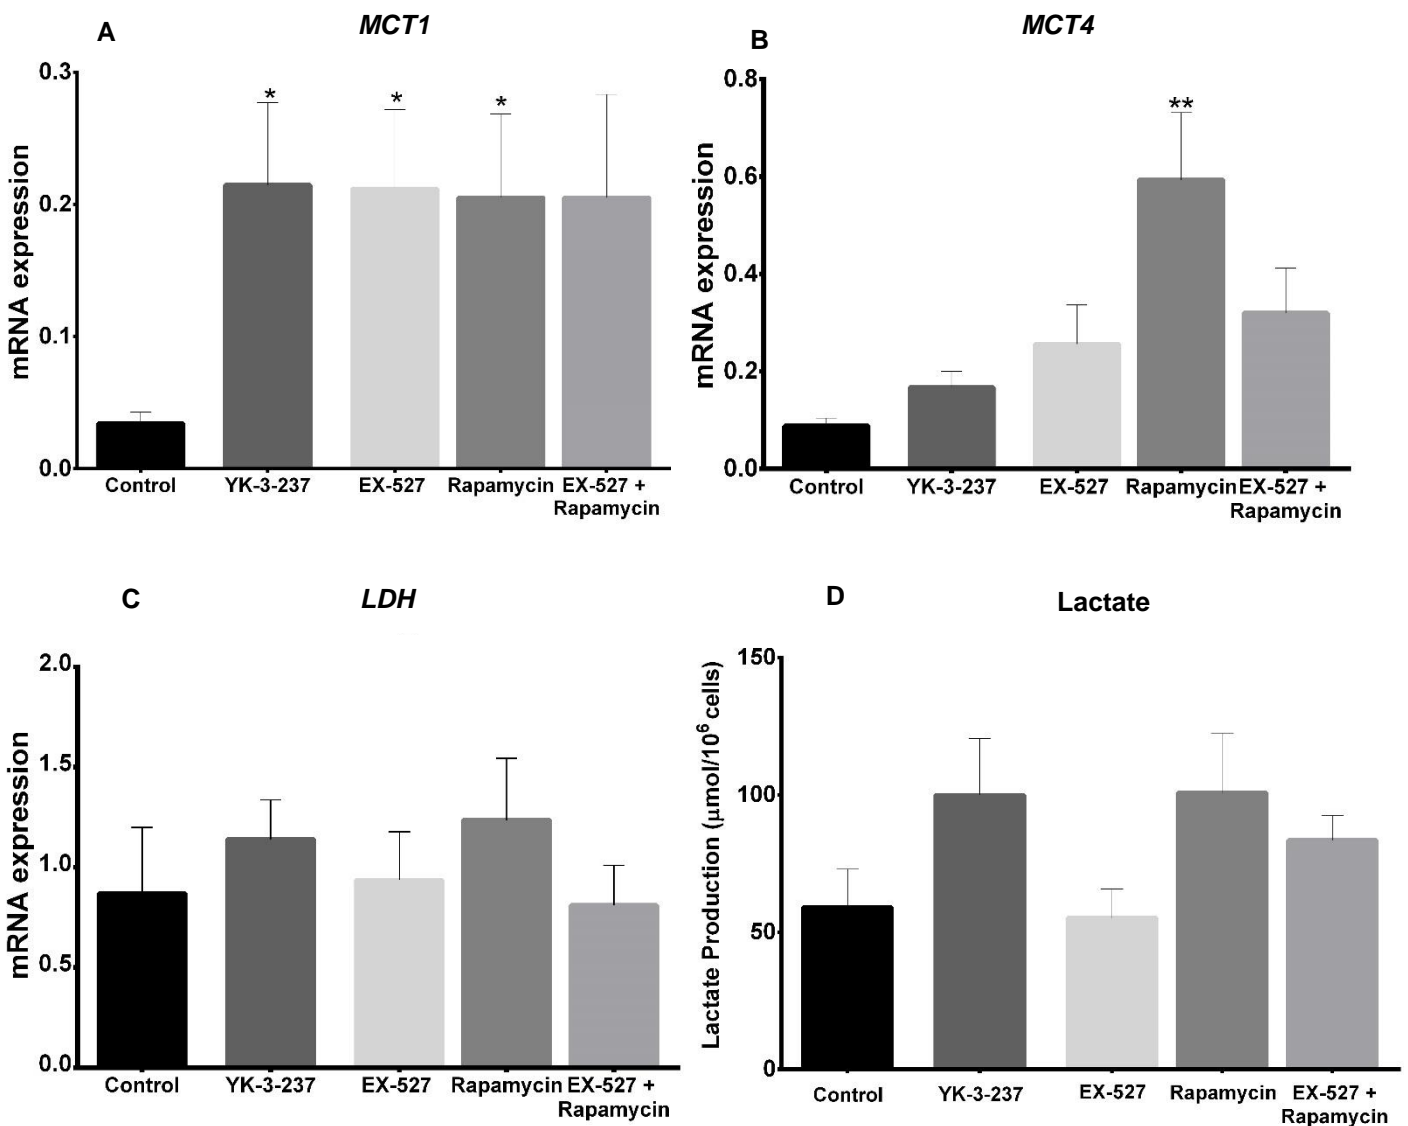 A
MCT1
mRNA expression
0.3
0.2
0.1
0.0
*
*
*
Control
YK-3-237
EX-527
Rapamycin
EX-527 +
Rapamycin
B
MCT4
mRNA expression
0.8
0.6
0.4
0.2
0.0
**
Control
YK-3-237
EX-527
Rapamycin
EX-527 +
Rapamycin
C
LDH
mRNA expression
2.0
1.5
1.0
0.5
0.0
Control
YK-3-237
EX-527
Rapamycin
EX-527 +
Rapamycin
D
Lactate
Lactate Production (μmol/10⁶ cells)
150
100
50
0
Control
YK-3-237
EX-527
Rapamycin
EX-527 +
Rapamycin